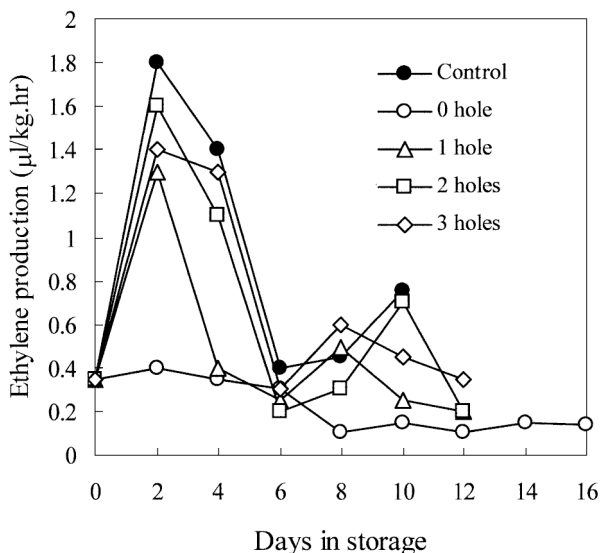 Ethylene production (μl/kg.hr)
2
1.8
1.6
1.4
1.2
1
0.8
0.6
0.4
0.2
0
Control
0 hole
1 hole
2 holes
3 holes
0 2 4 6 8 10 12 14 16
Days in storage